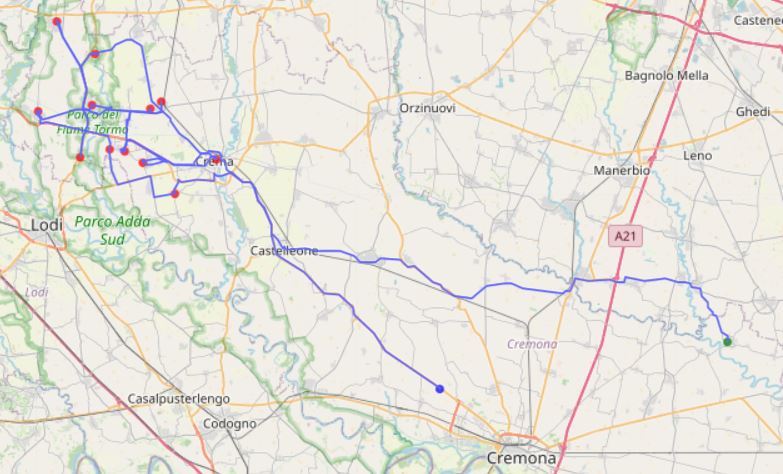 Castene
Bagnolo Mella
Orzinuovi
Ghedi
Parco del
Fiume Tormo
Leno
Crema
Manerbio
Lodi
Parco Adda
Sud
A21
Castelleone
Lodi
Cremona
Casalpusterlengo
Codogno
Cremona